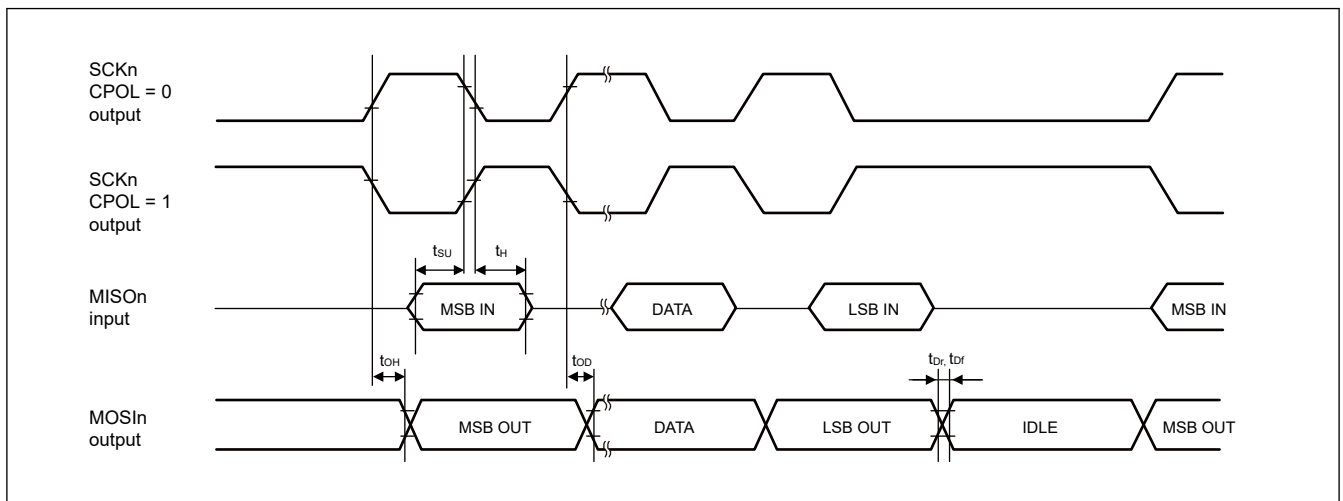 SCKn
CPOL = 0
output
SCKn
CPOL = 1
output
tSU
tH
MISOn
input
MSB IN
DATA
LSB IN
MSB IN
tOH
tOD
tDr, tDf
MOSIn
output
MSB OUT
DATA
LSB OUT
IDLE
MSB OUT